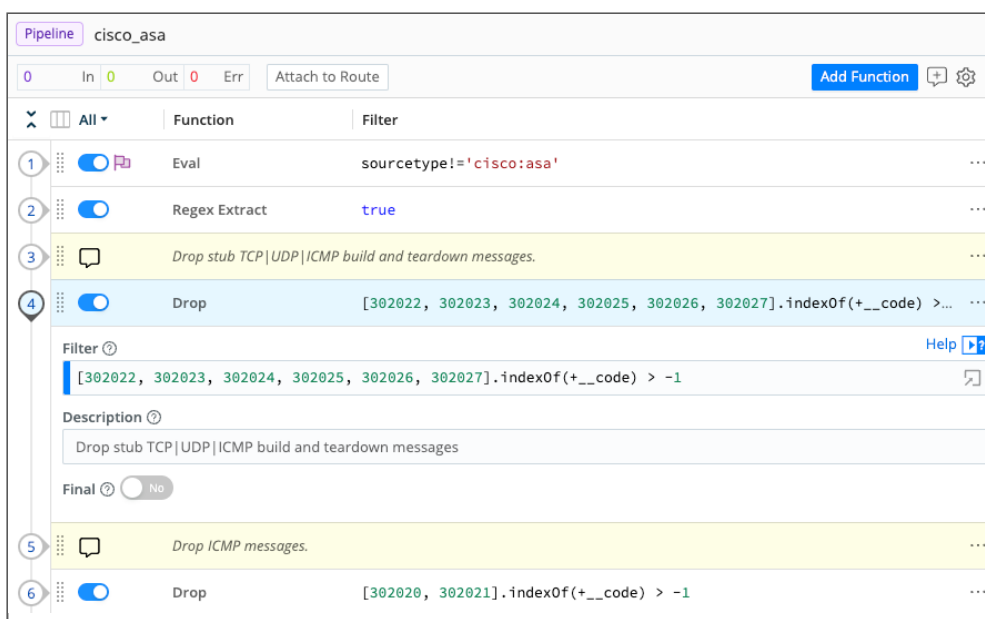 Pipeline cisco_asa
0 In 0 Out 0 Err Attach to Route Add Function
All Function Filter
1 Eval sourcetype!='cisco:asa' ...
2 Regex Extract true ...
3 Drop stub TCP|UDP|ICMP build and teardown messages. ...
4 Drop [302022, 302023, 302024, 302025, 302026, 302027].indexOf(+__code) >... ...
Filter ? Help ?
[302022, 302023, 302024, 302025, 302026, 302027].indexOf(+__code) > -1
Description ?
Drop stub TCP|UDP|ICMP build and teardown messages
Final ? No
5 Drop ICMP messages. ...
6 Drop [302020, 302021].indexOf(+__code) > -1 ...